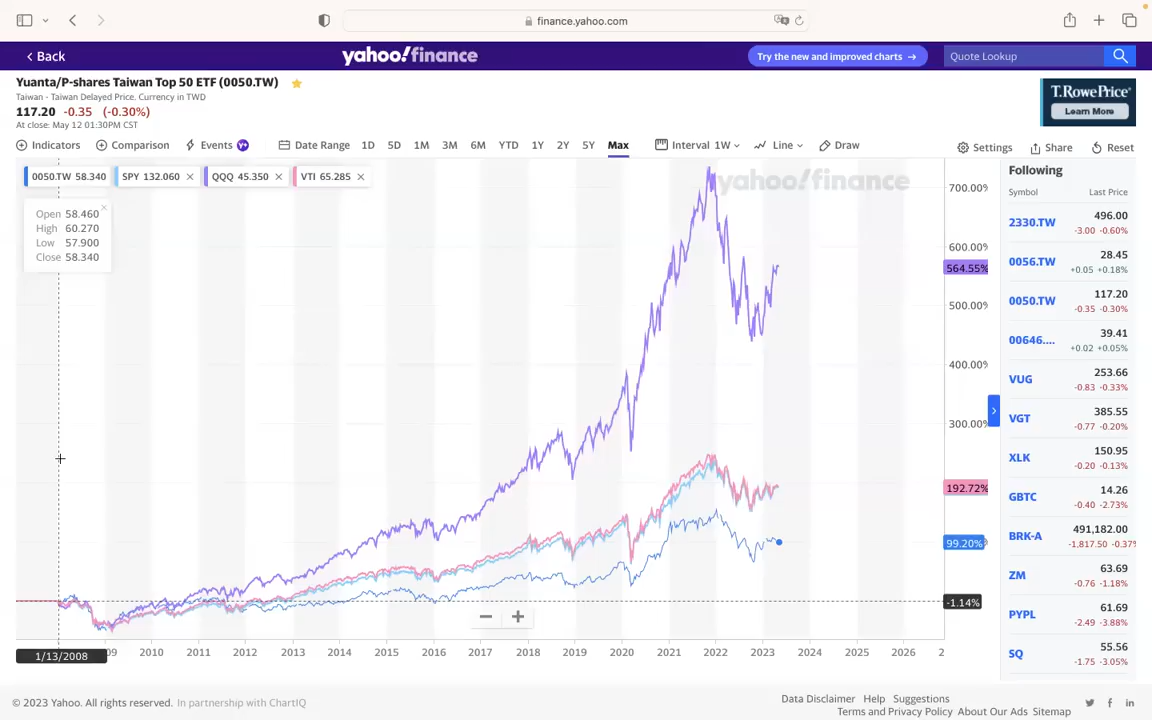 finance.yahoo.com
Back
yahoo!finance
Try the new and improved charts →
Quote Lookup
Yuanta/P-shares Taiwan Top 50 ETF (0050.TW)
Taiwan - Taiwan Delayed Price. Currency in TWD
117.20 -0.35 (-0.30%)
At close: May 12 01:30PM CST
T.RowePrice
Learn More
Indicators Comparison Events Y+ Date Range 1D 5D 1M 3M 6M YTD 1Y 2Y 5Y Max Interval 1W Line Draw Settings Share Reset
0050.TW 58.340 SPY 132.060 QQQ 45.350 VTI 65.285
yahoo!finance
Open 58.460
High 60.270
Low 57.900
Close 58.340
700.00%
600.00%
564.55%
500.00%
400.00%
300.00%
192.72%
99.20%
-1.14%
1/13/2008 09 2010 2011 2012 2013 2014 2015 2016 2017 2018 2019 2020 2021 2022 2023 2024 2025 2026 2
Following
Symbol Last Price
2330.TW 496.00
-3.00 -0.60%
0056.TW 28.45
+0.05 +0.18%
0050.TW 117.20
-0.35 -0.30%
00646.... 39.41
+0.02 +0.05%
VUG 253.66
-0.83 -0.33%
VGT 385.55
-0.77 -0.20%
XLK 150.95
-0.20 -0.13%
GBTC 14.26
-0.40 -2.73%
BRK-A 491,182.00
-1,817.50 -0.37%
ZM 63.69
-0.76 -1.18%
PYPL 61.69
-2.49 -3.88%
SQ 55.56
-1.75 -3.05%
© 2023 Yahoo. All rights reserved. In partnership with ChartIQ
Data Disclaimer Help Suggestions
Terms and Privacy Policy About Our Ads Sitemap